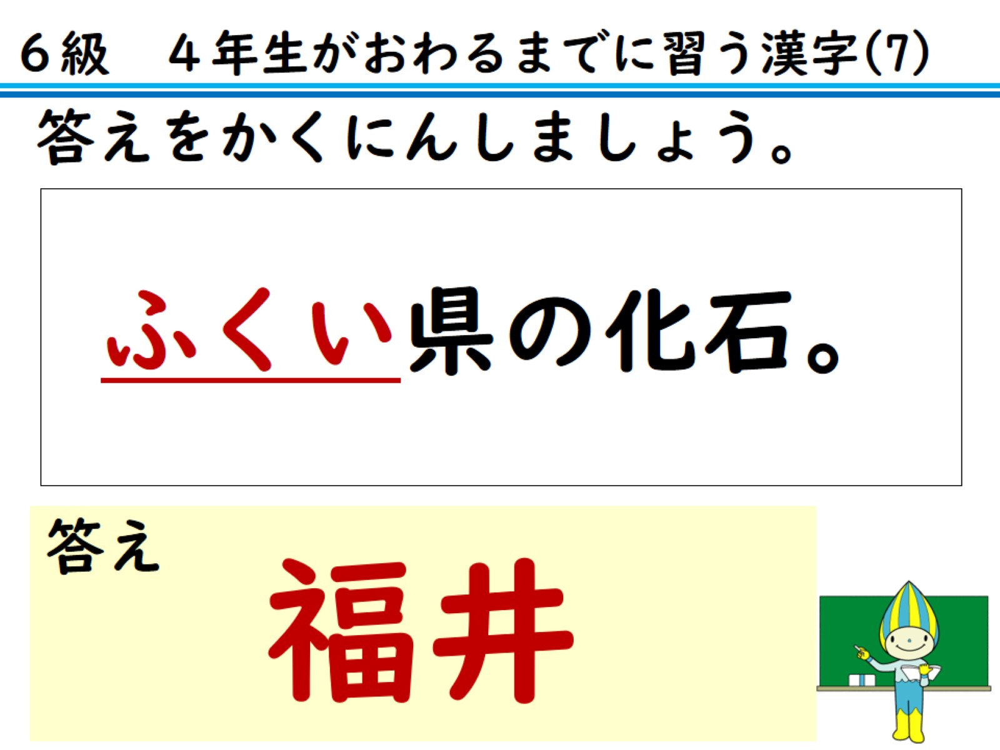 ６級　４年生がおわるまでに習う漢字(7)
答えをかくにんしましょう。
ふくい県の化石。
答え
福井